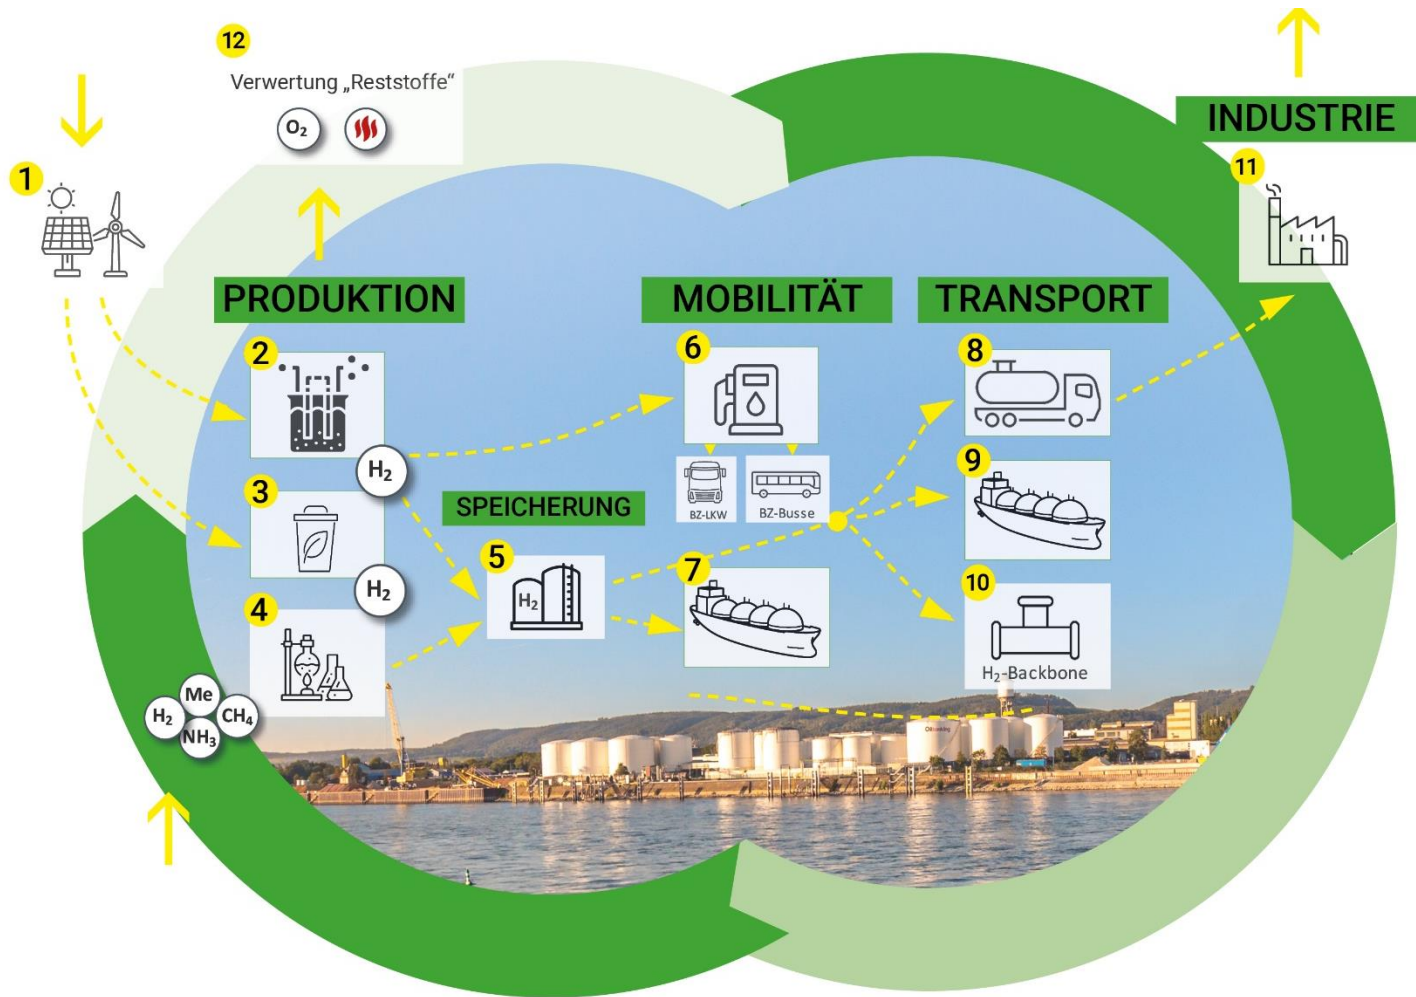 12
Verwertung „Reststoffe“
O₂
INDUSTRIE
1
11
PRODUKTION
MOBILITÄT
TRANSPORT
2
6
8
H₂
3
9
BZ-LKW
BZ-Busse
SPEICHERUNG
5
7
10
H₂
H₂
4
H₂-Backbone
Me
H₂
CH₄
NH₃